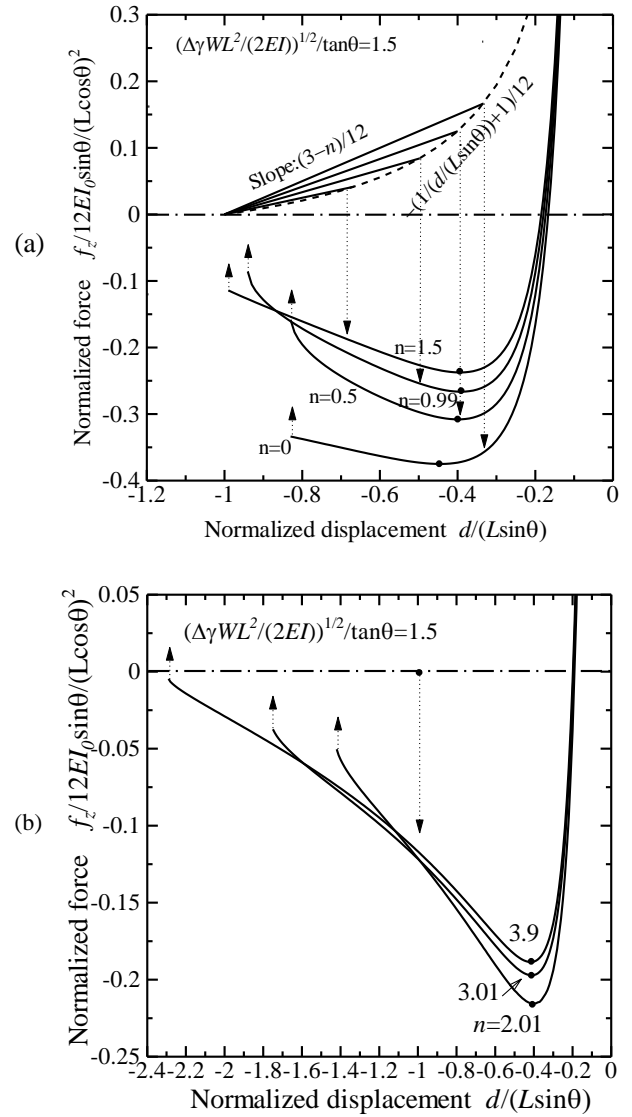 0.3
(ΔγWL²/(2EI))^1/2/tanθ=1.5
0.2
0.1
Slope:(3−n)/12
−(1/(d/(Lsinθ))+1)/12
0
(a)
Normalized force f_z/12EI₀sinθ/(Lcosθ)²
-0.1
-0.2
n=1.5
n=0.99
n=0.5
-0.3
n=0
-0.4
-1.2 -1 -0.8 -0.6 -0.4 -0.2 0
Normalized displacement d/(Lsinθ)
0.05
(ΔγWL²/(2EI))^1/2/tanθ=1.5
0
-0.05
(b)
Normalized force f_z/12EI₀sinθ/(Lcosθ)²
-0.1
-0.15
3.9
-0.2
3.01
n=2.01
-0.25
-2.4-2.2 -2 -1.8-1.6-1.4-1.2 -1 -0.8-0.6-0.4-0.2 0
Normalized displacement d/(Lsinθ)